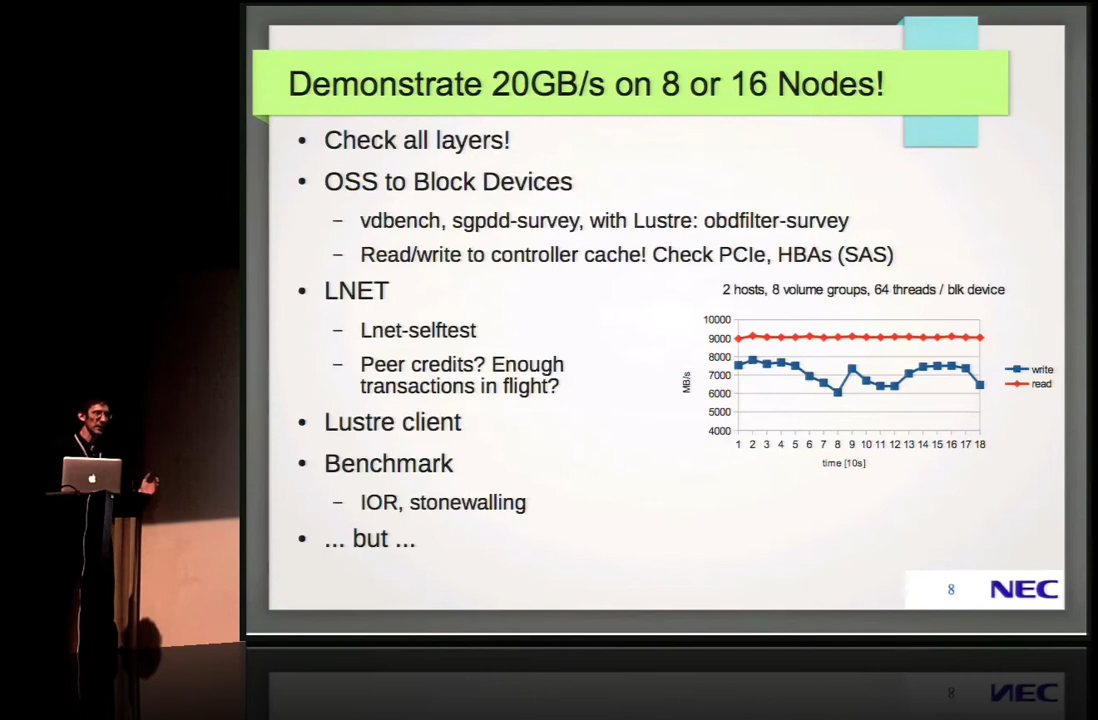 Demonstrate 20GB/s on 8 or 16 Nodes!
• Check all layers!
• OSS to Block Devices
– vdbench, sgpdd-survey, with Lustre: obdfilter-survey
– Read/write to controller cache! Check PCIe, HBAs (SAS)
• LNET
– Lnet-selftest
– Peer credits? Enough
transactions in flight?
• Lustre client
• Benchmark
– IOR, stonewalling
• ... but ...
2 hosts, 8 volume groups, 64 threads / blk device
10000
9000
8000
7000
6000
5000
4000
MB/s
1 2 3 4 5 6 7 8 9 10 11 12 13 14 15 16 17 18
time [10s]
write
read
8 NEC